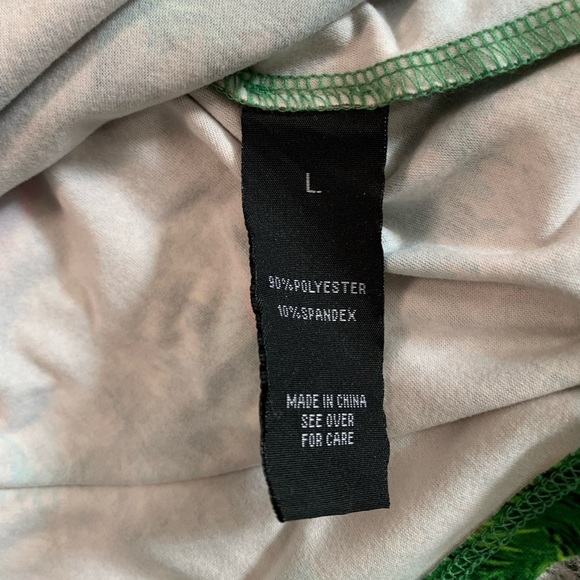 L
90%POLYESTER
10%SPANDEX
MADE IN CHINA
SEE OVER
FOR CARE